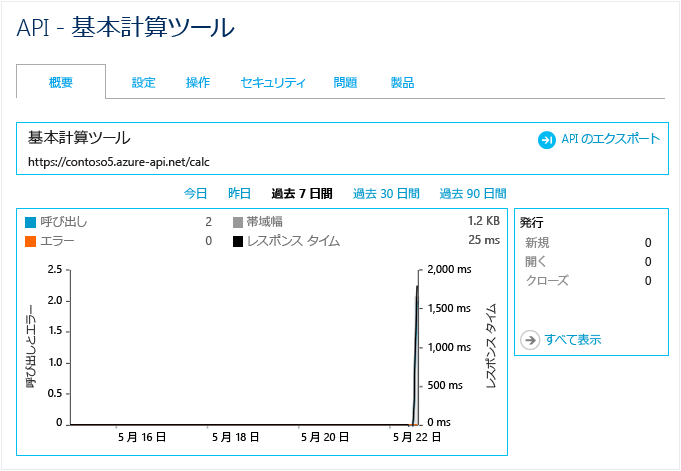 API - 基本計算ツール
概要 設定 操作 セキュリティ 問題 製品
基本計算ツール
API のエクスポート
https://contoso5.azure-api.net/calc
今日 昨日 過去 7 日間 過去 30 日間 過去 90 日間
呼び出し 2 帯域幅 1.2 KB
エラー 0 レスポンス タイム 25 ms
2.5 2,000 ms
2.0 1,500 ms
1.5
1.0 1,000 ms
0.5 500 ms
0 0 ms
呼び出しとエラー
レスポンス タイム
5 月 16 日 5 月 18 日 5 月 20 日 5 月 22 日
発行
新規 0
開く 0
クローズ 0
すべて表示